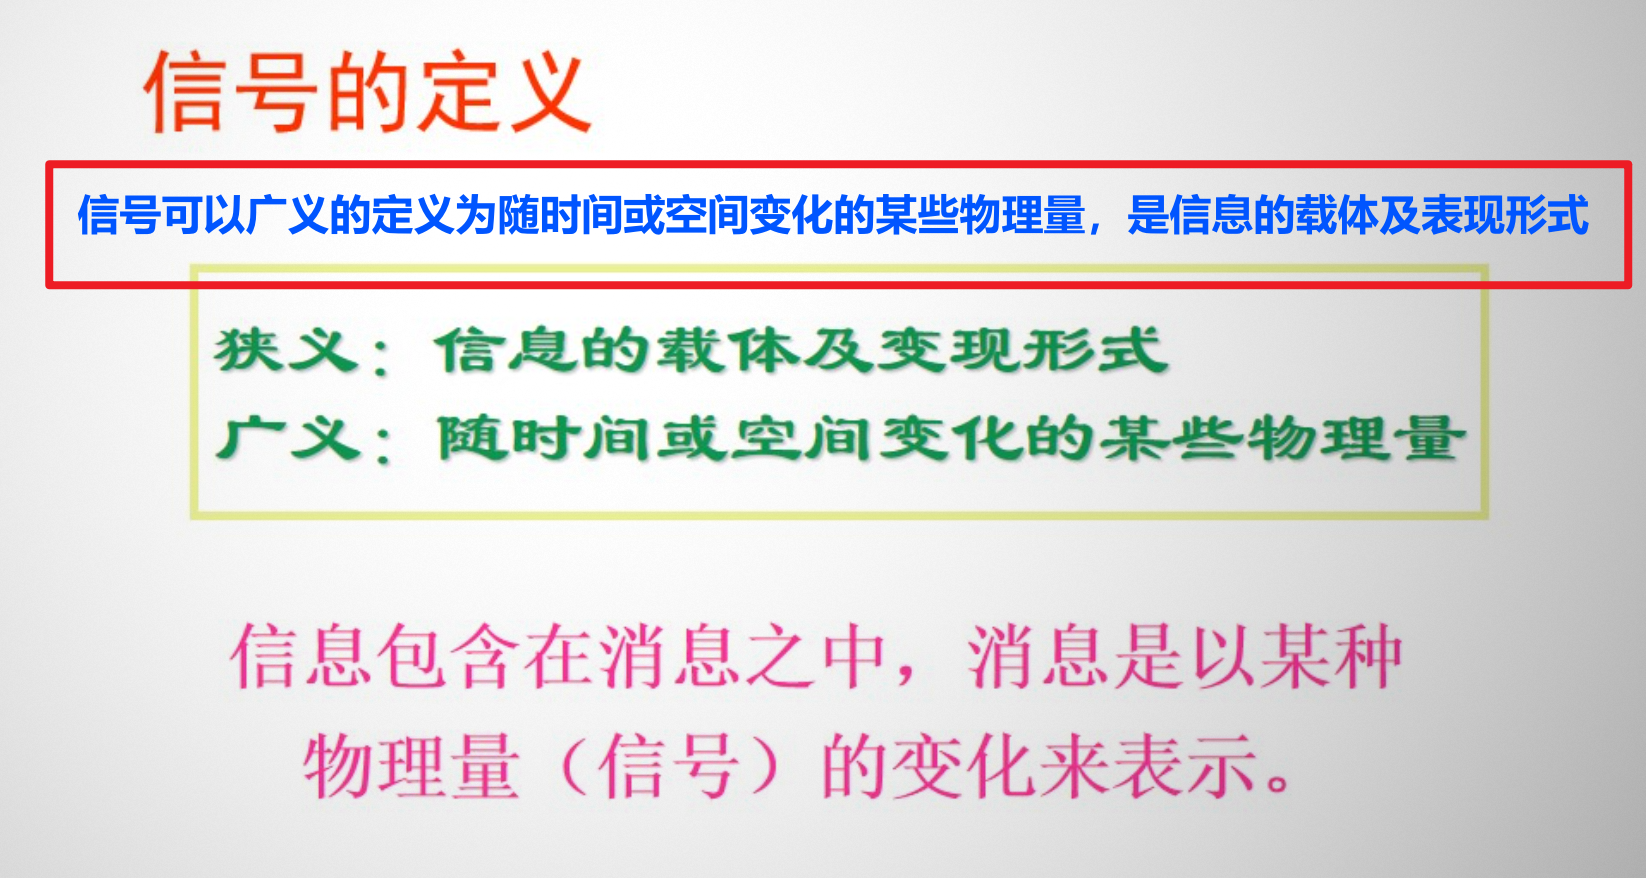 信号的定义
信号可以广义的定义为随时间或空间变化的某些物理量，是信息的载体及表现形式
狭义：信息的载体及变现形式
广义：随时间或空间变化的某些物理量
信息包含在消息之中，消息是以某种
物理量（信号）的变化来表示。